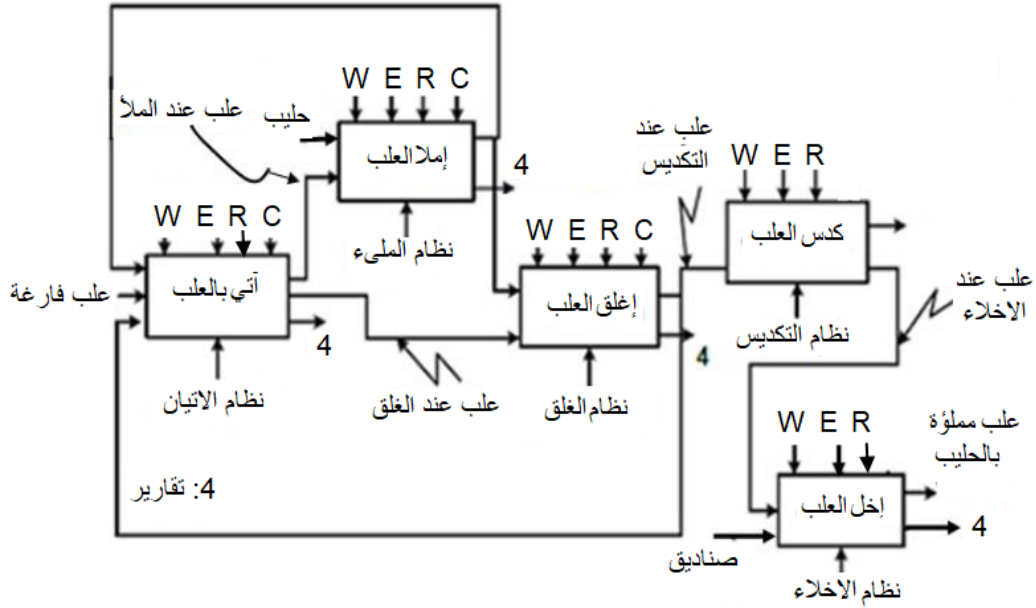 W E R C
علب عند الملأ
حليب
إملا العلب
4
نظام الملىء
علب عند
التكديس
W E R
كدس العلب
نظام التكديس
علب عند
الاخلاء
W E R C
علب فارغة
آتي بالعلب
4
نظام الاتيان
W E R C
إغلق العلب
4
نظام الغلق
علب عند الغلق
4: تقارير
W E R
علب مملؤة
بالحليب
إخل العلب
4
صناديق
نظام الاخلاء